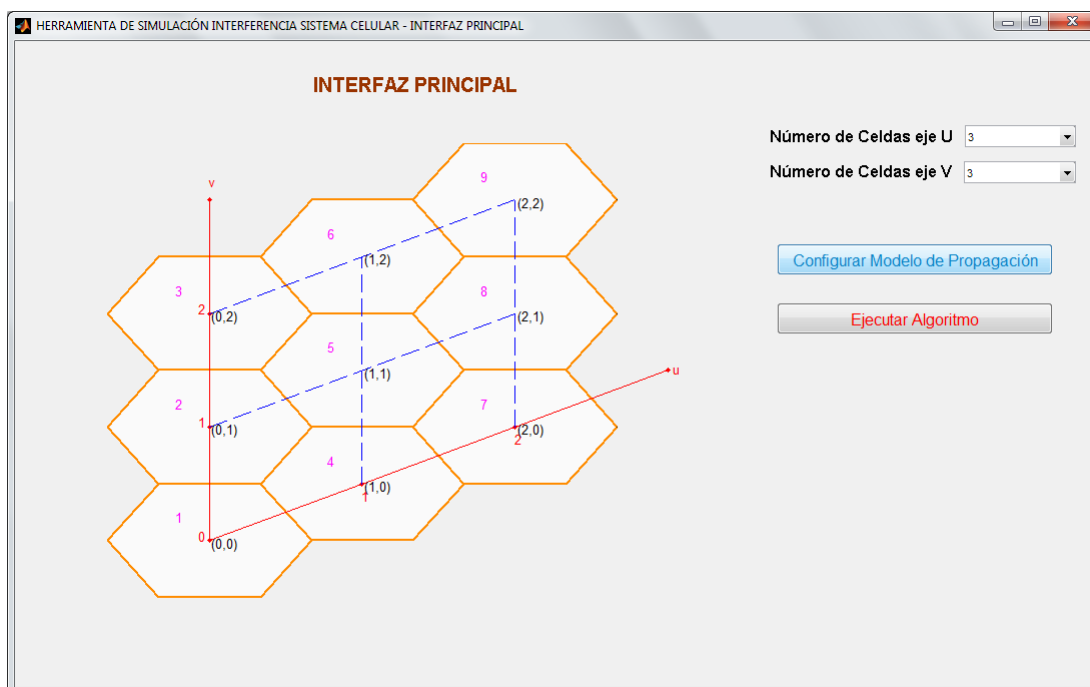 HERRAMIENTA DE SIMULACIÓN INTERFERENCIA SISTEMA CELULAR - INTERFAZ PRINCIPAL
INTERFAZ PRINCIPAL
Número de Celdas eje U 3
Número de Celdas eje V 3
Configurar Modelo de Propagación
Ejecutar Algoritmo
v
9
(2,2)
6
(1,2)
3
8
2
(0,2)
(2,1)
5
u
(1,1)
2
7
1
(0,1)
(2,0)
2
4
(1,0)
1
1
0
(0,0)